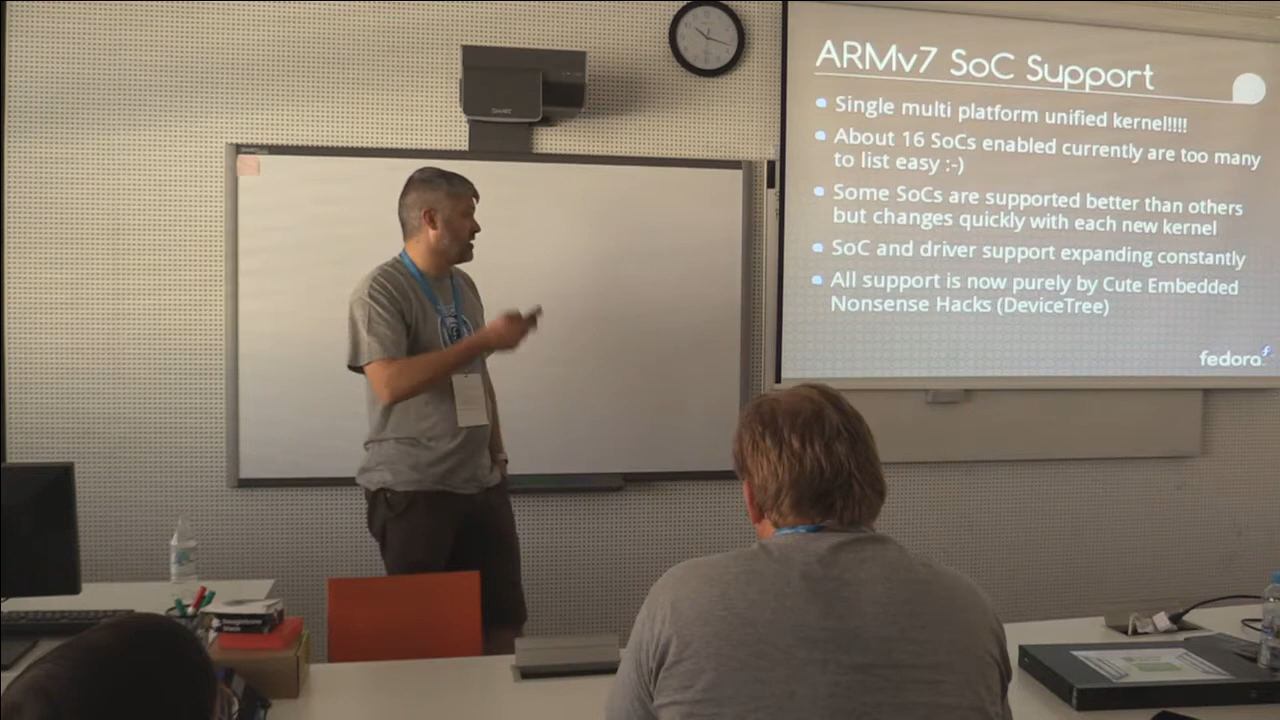 SMART
ARMv7 SoC Support
Single multi platform unified kernel!!!!
About 16 SoCs enabled currently are too many
to list easy :-)
Some SoCs are supported better than others
but changes quickly with each new kernel
SoC and driver support expanding constantly
All support is now purely by Cute Embedded
Nonsense Hacks (DeviceTree)
fedora